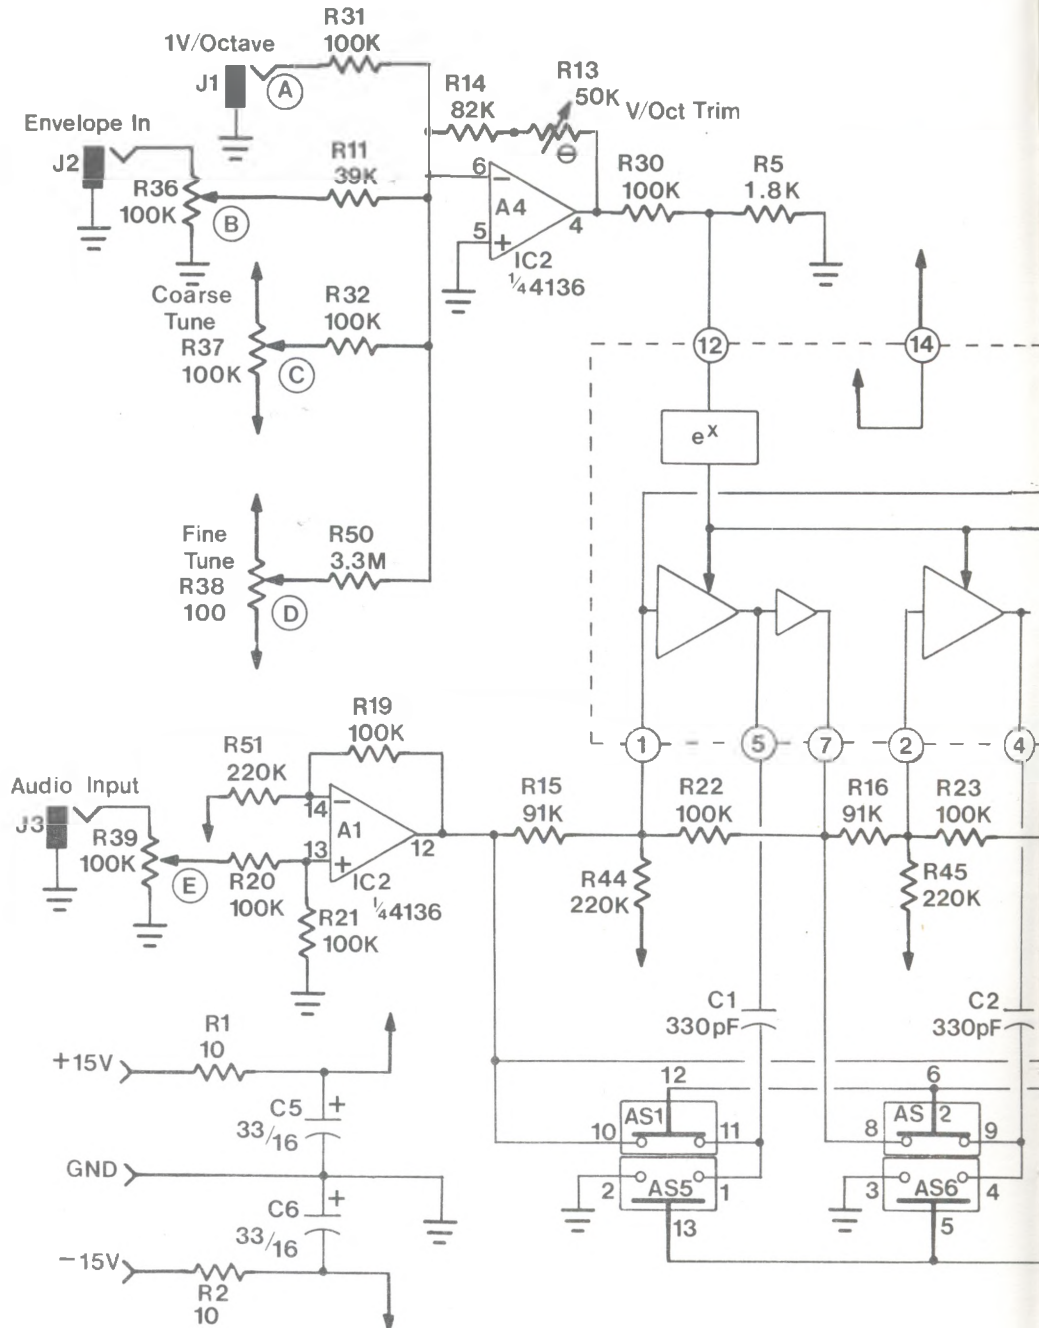 R31
100K
1V/Octave
J1
A
R14
82K
R13
50K
V/Oct Trim
Envelope In
J2
R36
100K
B
R11
39K
6
−
A4
5
+
4
IC2
¼ 4136
R30
100K
R5
1.8K
Coarse
Tune
R37
100K
C
R32
100K
12
14
e^x
Fine
Tune
R38
100
D
R50
3.3M
1
5
7
2
4
R19
100K
R51
220K
Audio Input
J3
R39
100K
E
R20
100K
14
−
A1
13
+
12
IC2
¼ 4136
R21
100K
R15
91K
R22
100K
R16
91K
R23
100K
R44
220K
R45
220K
C1
330pF
C2
330pF
R1
10
+15V
C5
+
33/16
GND
C6
+
33/16
−15V
R2
10
12
AS1
10
11
2
AS5
1
13
6
AS 2
8
9
3
AS6
4
5